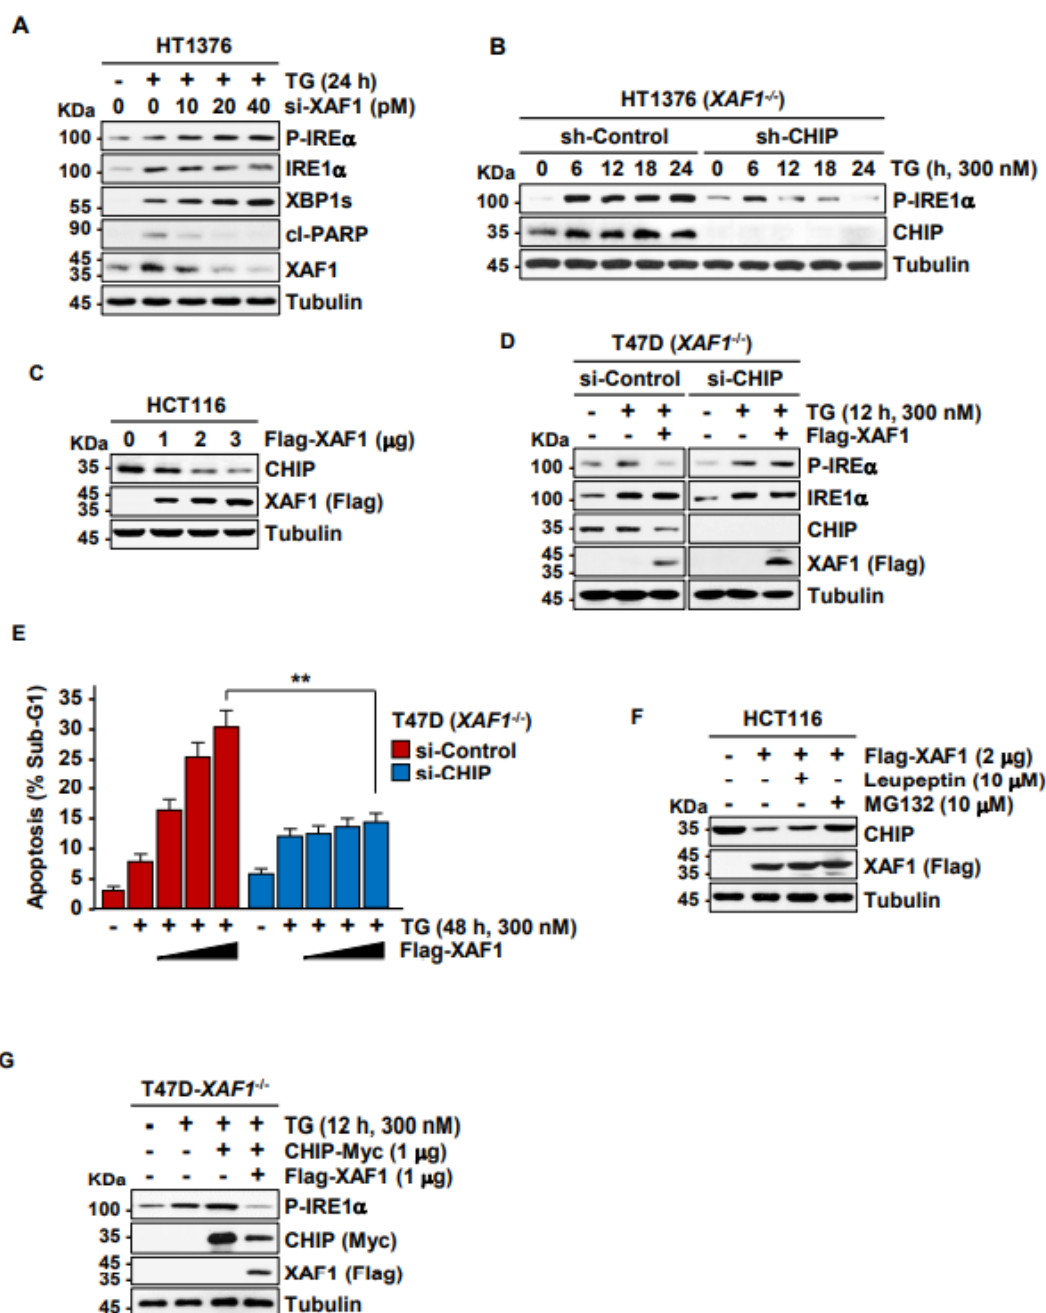 A
HT1376
- + + + + TG (24 h)
KDa 0 0 10 20 40 si-XAF1 (pM)
100 P-IREα
100 IRE1α
55 XBP1s
90 cl-PARP
45
35 XAF1
45 Tubulin
B
HT1376 (XAF1-/-)
sh-Control sh-CHIP
KDa 0 6 12 18 24 0 6 12 18 24 TG (h, 300 nM)
100 P-IRE1α
35 CHIP
45 Tubulin
C
HCT116
KDa 0 1 2 3 Flag-XAF1 (μg)
35 CHIP
45
35 XAF1 (Flag)
45 Tubulin
D
T47D (XAF1-/-)
si-Control si-CHIP
- + + - + + TG (12 h, 300 nM)
KDa - - + - - + Flag-XAF1
100 P-IREα
100 IRE1α
35 CHIP
45
35 XAF1 (Flag)
45 Tubulin
E
Apoptosis (% Sub-G1)
35
30
25
20
15
10
5
0
**
T47D (XAF1-/-)
si-Control
si-CHIP
- + + + + - + + + + TG (48 h, 300 nM)
Flag-XAF1
F
HCT116
- + + + Flag-XAF1 (2 μg)
- - + - Leupeptin (10 μM)
KDa - - - + MG132 (10 μM)
35 CHIP
45
35 XAF1 (Flag)
45 Tubulin
G
T47D-XAF1-/-
- + + + TG (12 h, 300 nM)
- - + + CHIP-Myc (1 μg)
KDa - - - + Flag-XAF1 (1 μg)
100 P-IRE1α
35 CHIP (Myc)
45
35 XAF1 (Flag)
45 Tubulin